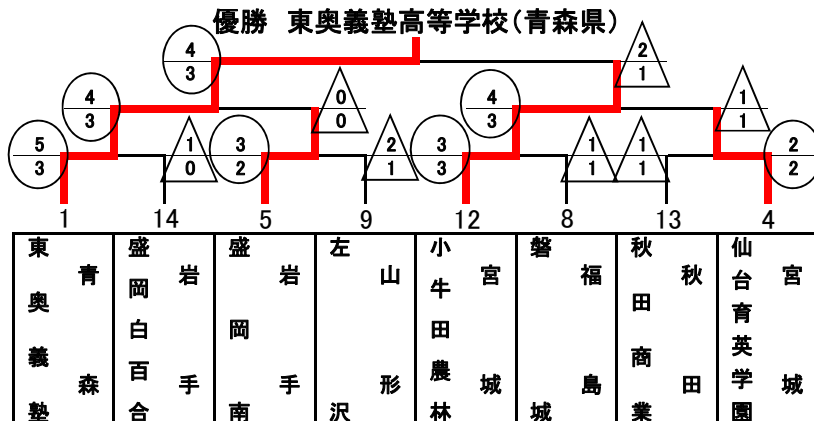 優勝 東奥義塾高等学校(青森県)
4
3
2
1
4
3
0
0
4
3
1
1
5
3
1
0
3
2
2
1
3
3
1
1
1
1
2
2
1
14
5
9
12
8
13
4
東奥義塾
青森
盛岡白百合
岩手
盛岡南
岩手
左沢
山形
小牛田農林
宮城
磐城
福島
秋田商業
秋田
仙台育英学園
宮城